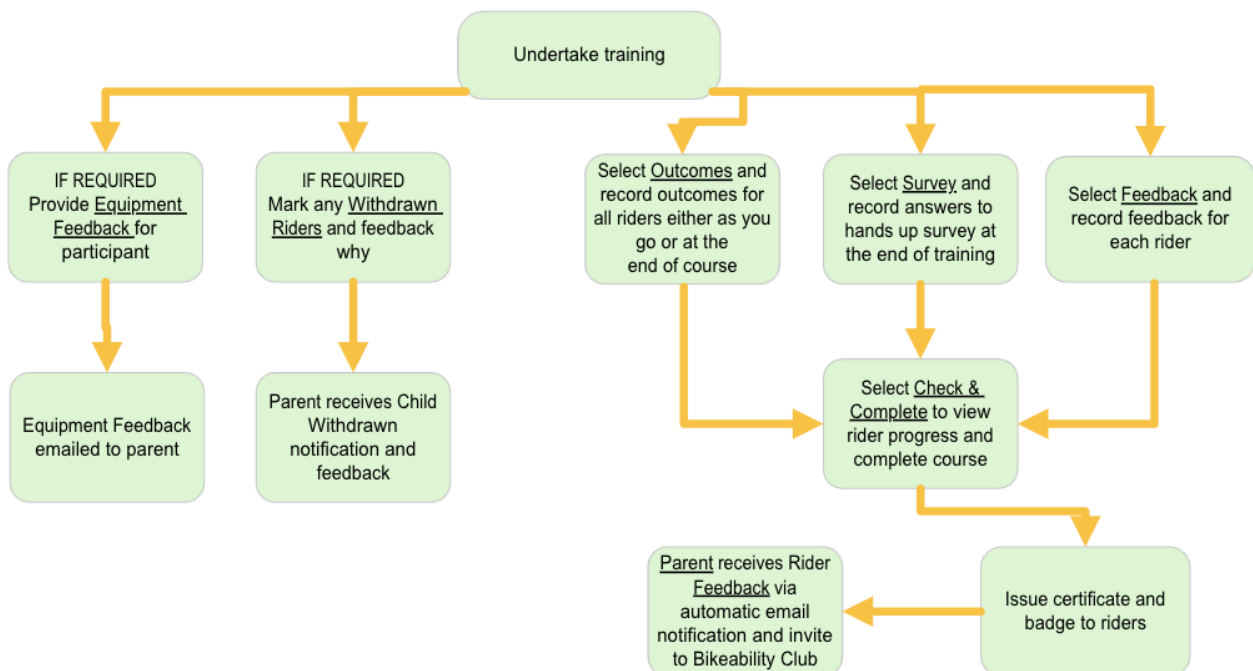 Undertake training
IF REQUIRED
Provide Equipment
Feedback for
participant
IF REQUIRED
Mark any Withdrawn
Riders and feedback
why
Select Outcomes and
record outcomes for
all riders either as you
go or at the
end of course
Select Survey and
record answers to
hands up survey at
the end of training
Select Feedback and
record feedback for
each rider
Equipment Feedback
emailed to parent
Parent receives Child
Withdrawn
notification and
feedback
Select Check &
Complete to view
rider progress and
complete course
Parent receives Rider
Feedback via
automatic email
notification and invite
to Bikeability Club
Issue certificate and
badge to riders